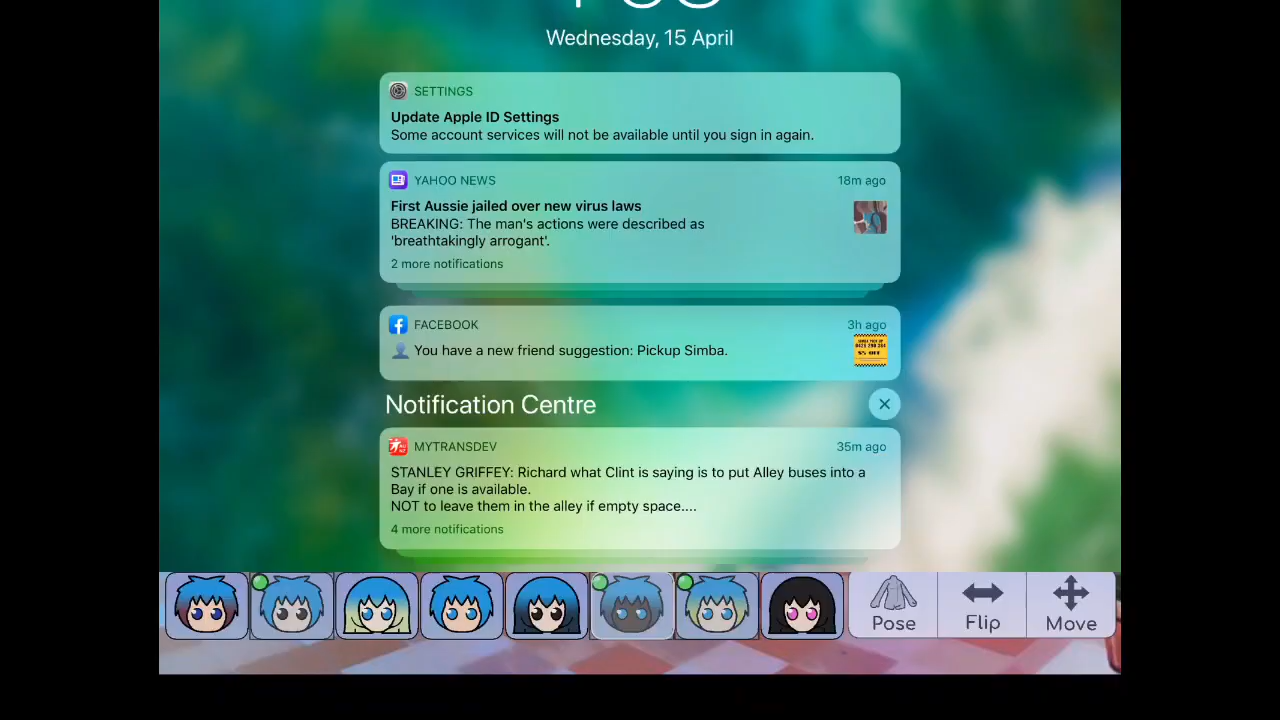 Wednesday, 15 April
SETTINGS
Update Apple ID Settings
Some account services will not be available until you sign in again.
YAHOO NEWS 18m ago
First Aussie jailed over new virus laws
BREAKING: The man's actions were described as
'breathtakingly arrogant'.
2 more notifications
FACEBOOK 3h ago
You have a new friend suggestion: Pickup Simba.
Notification Centre
MYTRANSDEV 35m ago
STANLEY GRIFFEY: Richard what Clint is saying is to put Alley buses into a
Bay if one is available.
NOT to leave them in the alley if empty space....
4 more notifications
Pose Flip Move